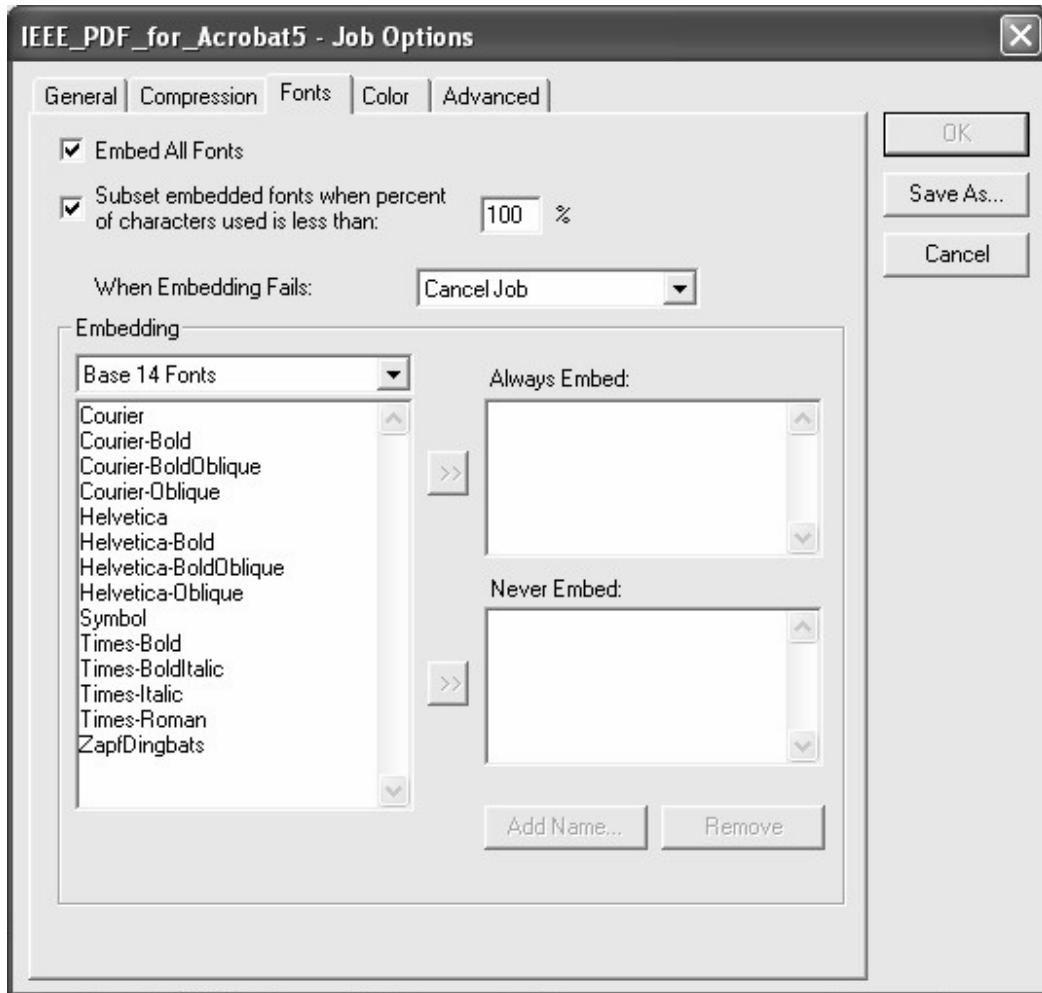 IEEE_PDF_for_Acrobat5 - Job Options
General
Compression
Fonts
Color
Advanced
Embed All Fonts
Subset embedded fonts when percent
of characters used is less than:
100 %
When Embedding Fails:
Cancel Job
OK
Save As...
Cancel
Embedding
Base 14 Fonts
Courier
Courier-Bold
Courier-BoldOblique
Courier-Oblique
Helvetica
Helvetica-Bold
Helvetica-BoldOblique
Helvetica-Oblique
Symbol
Times-Bold
Times-BoldItalic
Times-Italic
Times-Roman
ZapfDingbats
>>
>>
Always Embed:
Never Embed:
Add Name...
Remove